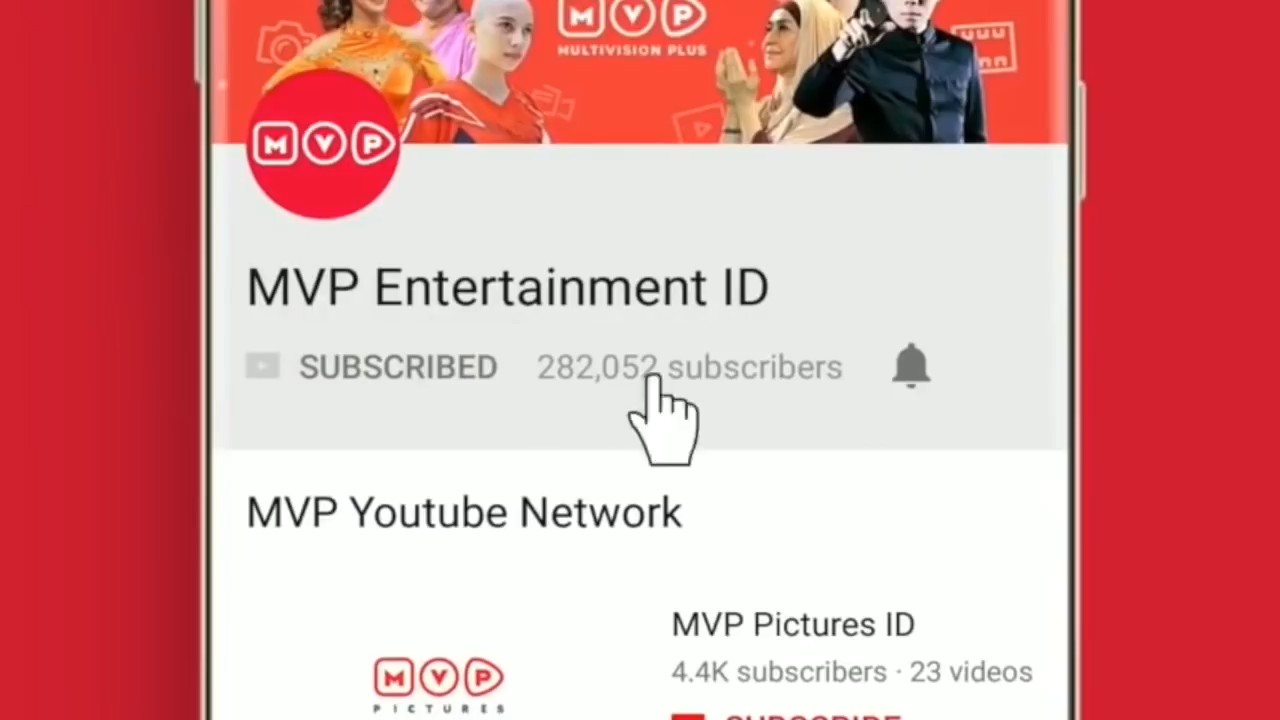 MVP
MULTIVISION PLUS
MVP
MVP Entertainment ID
SUBSCRIBED 282,052 subscribers
MVP Youtube Network
MVP Pictures ID
4.4K subscribers · 23 videos
MVP
PICTURES
SUBSCRIBE